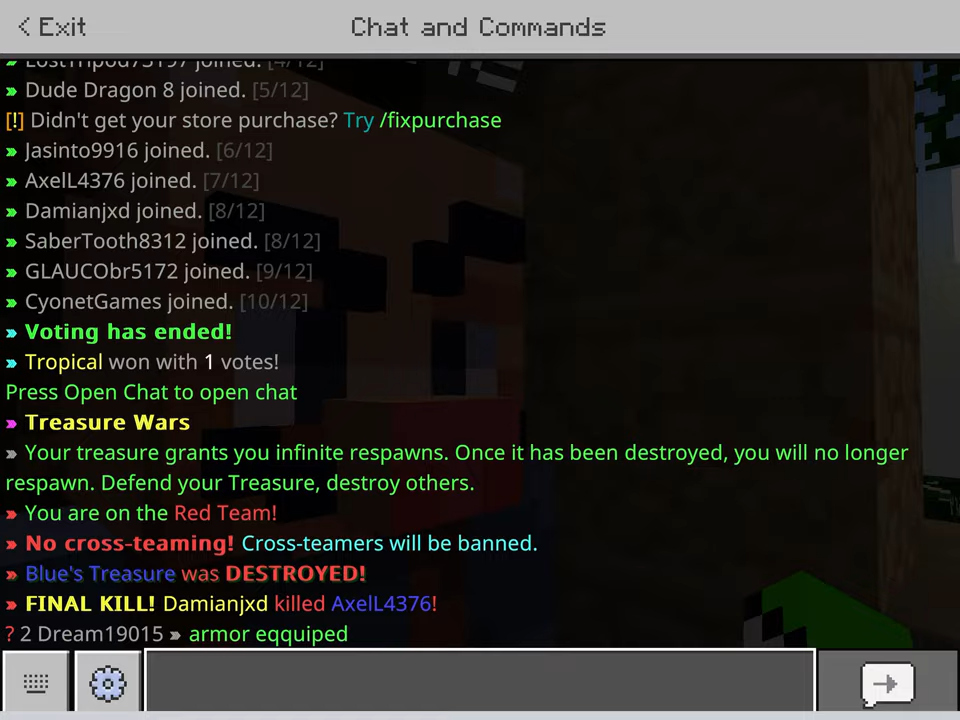 < Exit
Chat and Commands
» LostTripod73197 joined. [4/12]
» Dude Dragon 8 joined. [5/12]
[!] Didn't get your store purchase? Try /fixpurchase
» Jasinto9916 joined. [6/12]
» AxelL4376 joined. [7/12]
» Damianjxd joined. [8/12]
» SaberTooth8312 joined. [8/12]
» GLAUCObr5172 joined. [9/12]
» CyonetGames joined. [10/12]
» Voting has ended!
» Tropical won with 1 votes!
Press Open Chat to open chat
» Treasure Wars
» Your treasure grants you infinite respawns. Once it has been destroyed, you will no longer
respawn. Defend your Treasure, destroy others.
» You are on the Red Team!
» No cross-teaming! Cross-teamers will be banned.
» Blue's Treasure was DESTROYED!
» FINAL KILL! Damianjxd killed AxelL4376!
? 2 Dream19015 » armor eqquiped